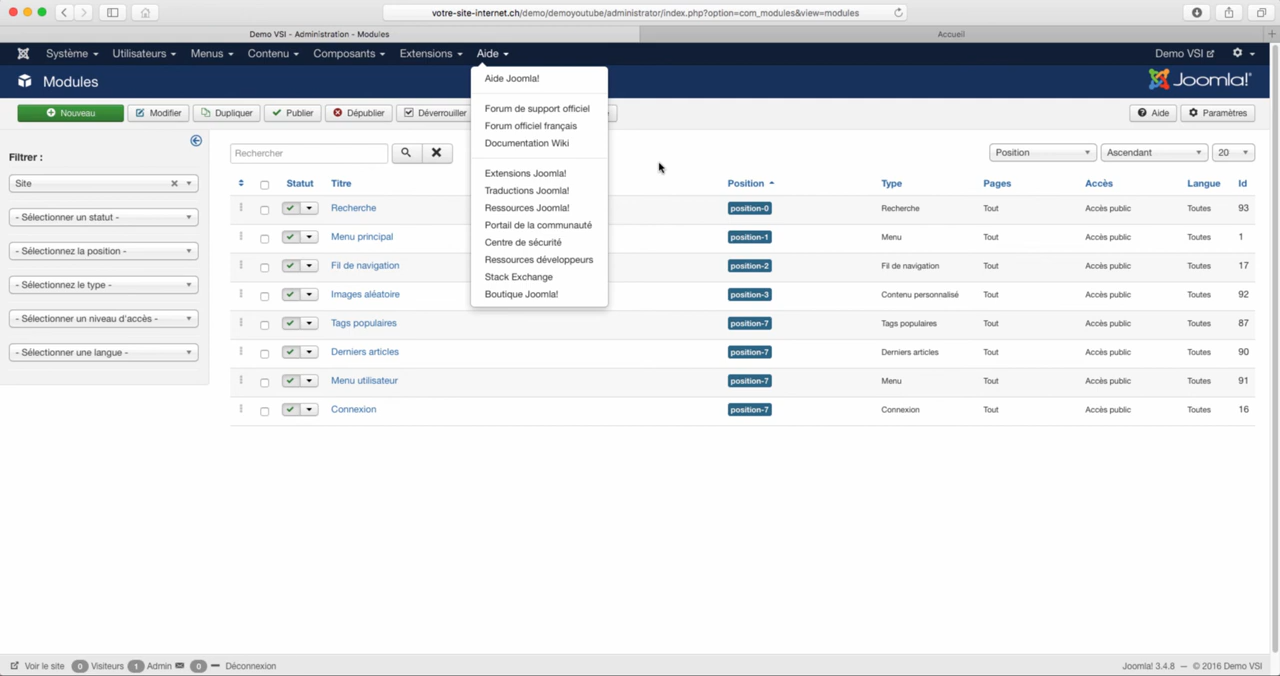 votre-site-internet.ch/demo/demoyoutube/administrator/index.php?option=com_modules&view=modules
Demo VSI - Administration - Modules
Accueil
Système Utilisateurs Menus Contenu Composants Extensions Aide Demo VSI
Modules
Joomla!
Nouveau Modifier Dupliquer Publier Dépublier Déverrouiller Aide Paramètres
Aide Joomla!
Forum de support officiel
Forum officiel français
Documentation Wiki
Extensions Joomla!
Traductions Joomla!
Ressources Joomla!
Portail de la communauté
Centre de sécurité
Ressources développeurs
Stack Exchange
Boutique Joomla!
Filtrer :
Site
- Sélectionner un statut -
- Sélectionnez la position -
- Sélectionnez le type -
- Sélectionner un niveau d'accès -
- Sélectionner une langue -
Rechercher Position Ascendant 20
Statut Titre Position Type Pages Accès Langue Id
Recherche position-0 Recherche Tout Accès public Toutes 93
Menu principal position-1 Menu Tout Accès public Toutes 1
Fil de navigation position-2 Fil de navigation Tout Accès public Toutes 17
Images aléatoire position-3 Contenu personnalisé Tout Accès public Toutes 92
Tags populaires position-7 Tags populaires Tout Accès public Toutes 87
Derniers articles position-7 Derniers articles Tout Accès public Toutes 90
Menu utilisateur position-7 Menu Tout Accès public Toutes 91
Connexion position-7 Connexion Tout Accès public Toutes 16
Voir le site 0 Visiteurs 1 Admin 0 Déconnexion Joomla! 3.4.8 — © 2016 Demo VSI